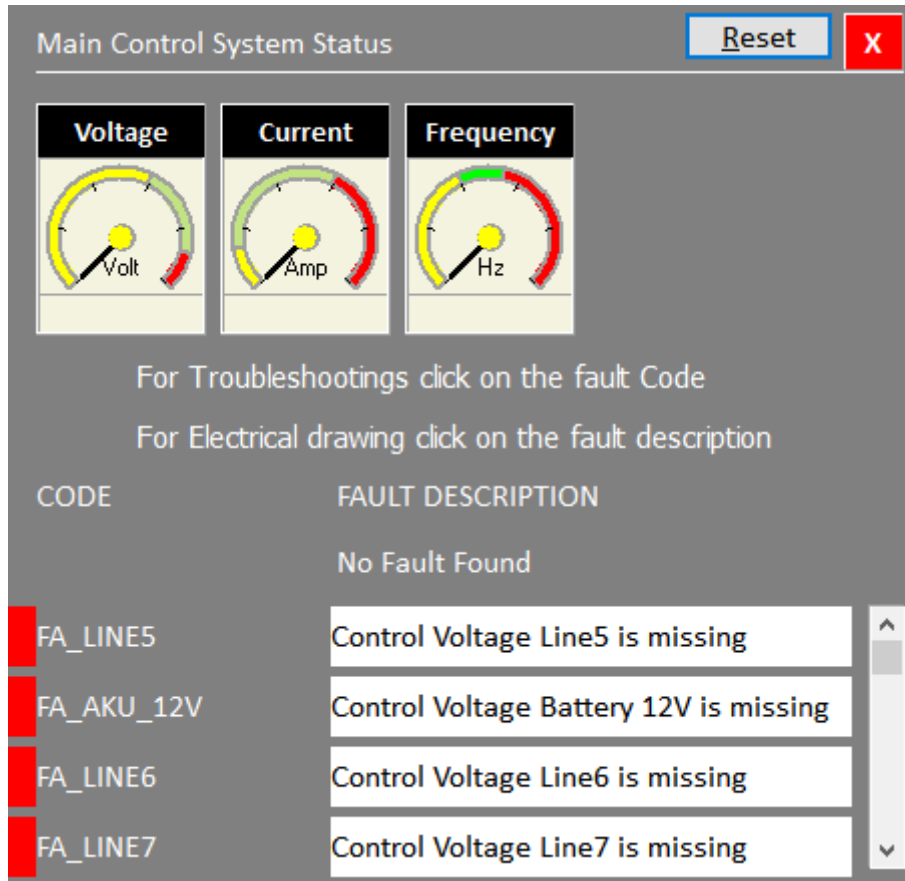 Main Control System Status Reset X
Voltage Current Frequency
Volt Amp Hz
For Troubleshootings click on the fault Code
For Electrical drawing click on the fault description
CODE FAULT DESCRIPTION
No Fault Found
FA_LINE5 Control Voltage Line5 is missing
FA_AKU_12V Control Voltage Battery 12V is missing
FA_LINE6 Control Voltage Line6 is missing
FA_LINE7 Control Voltage Line7 is missing